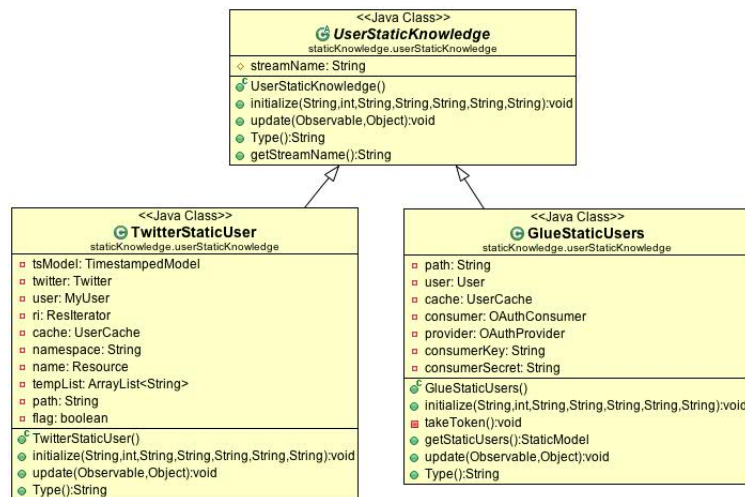 <<Java Class>>
UserStaticKnowledge
staticKnowledge.userStaticKnowledge
streamName: String
UserStaticKnowledge()
initialize(String,int,String,String,String,String,String):void
update(Observable,Object):void
Type():String
getStreamName():String
<<Java Class>>
TwitterStaticUser
staticKnowledge.userStaticKnowledge
tsModel: TimestampedModel
twitter: Twitter
user: MyUser
ri: ResIterator
cache: UserCache
namespace: String
name: Resource
tempList: ArrayList<String>
path: String
flag: boolean
TwitterStaticUser()
initialize(String,int,String,String,String,String,String):void
update(Observable,Object):void
Type():String
<<Java Class>>
GlueStaticUsers
staticKnowledge.userStaticKnowledge
path: String
user: User
cache: UserCache
consumer: OAuthConsumer
provider: OAuthProvider
consumerKey: String
consumerSecret: String
GlueStaticUsers()
initialize(String,int,String,String,String,String,String):void
takeToken():void
getStaticUsers():StaticModel
update(Observable,Object):void
Type():String